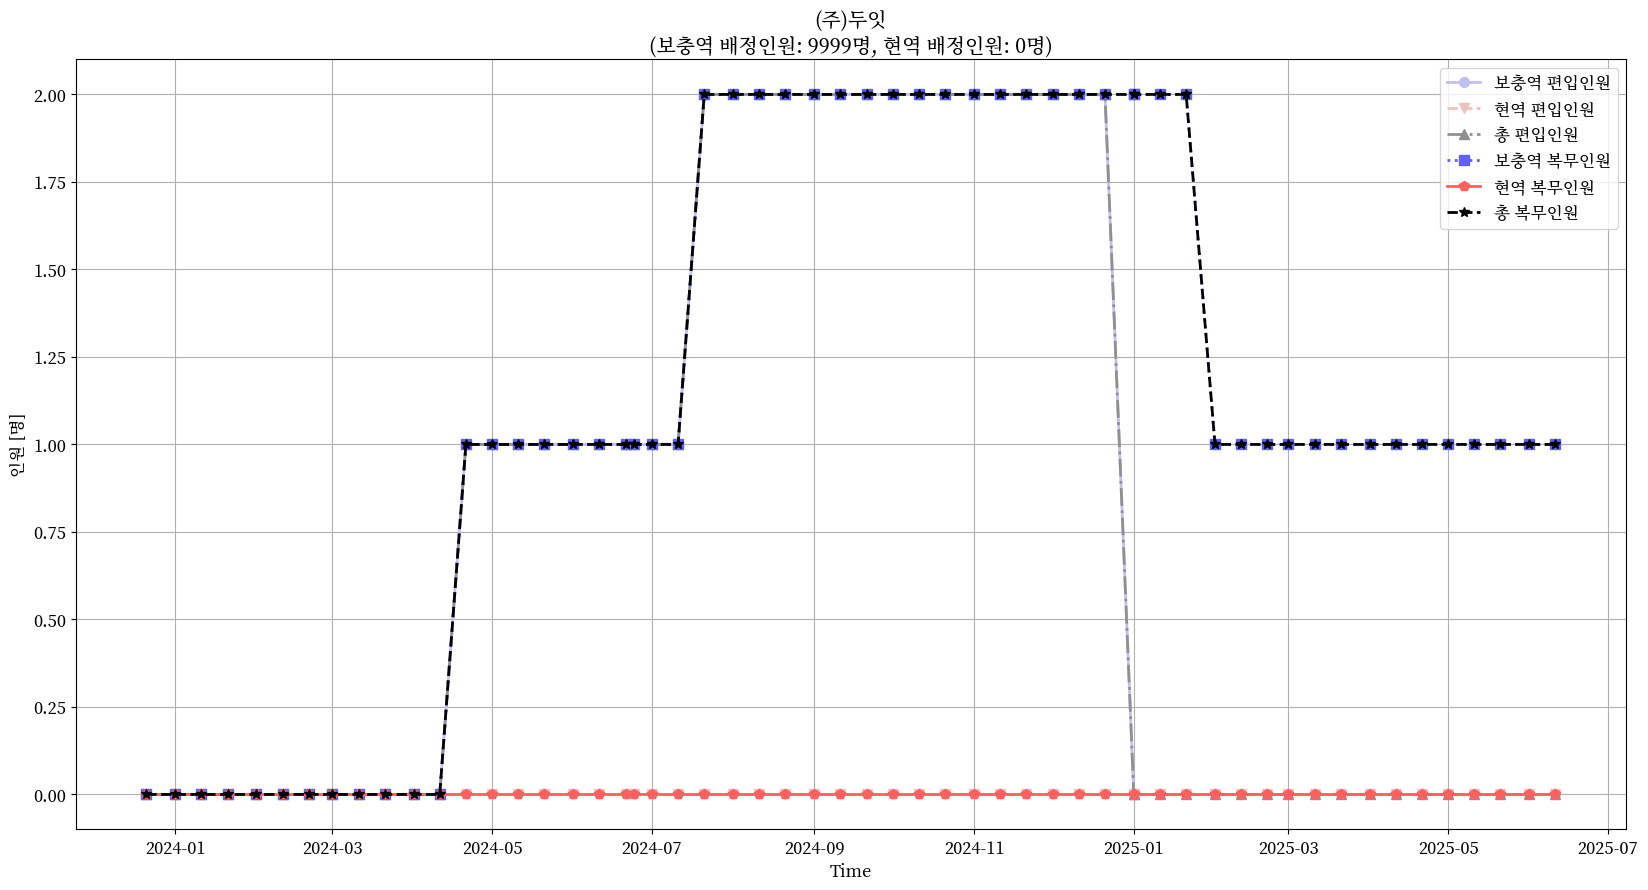 (주)두잇
(보충역 배정인원: 9999명, 현역 배정인원: 0명)
보충역 편입인원
현역 편입인원
총 편입인원
보충역 복무인원
현역 복무인원
총 복무인원
인원 [명]
2.00
1.75
1.50
1.25
1.00
0.75
0.50
0.25
0.00
2024-01
2024-03
2024-05
2024-07
2024-09
2024-11
2025-01
2025-03
2025-05
2025-07
Time